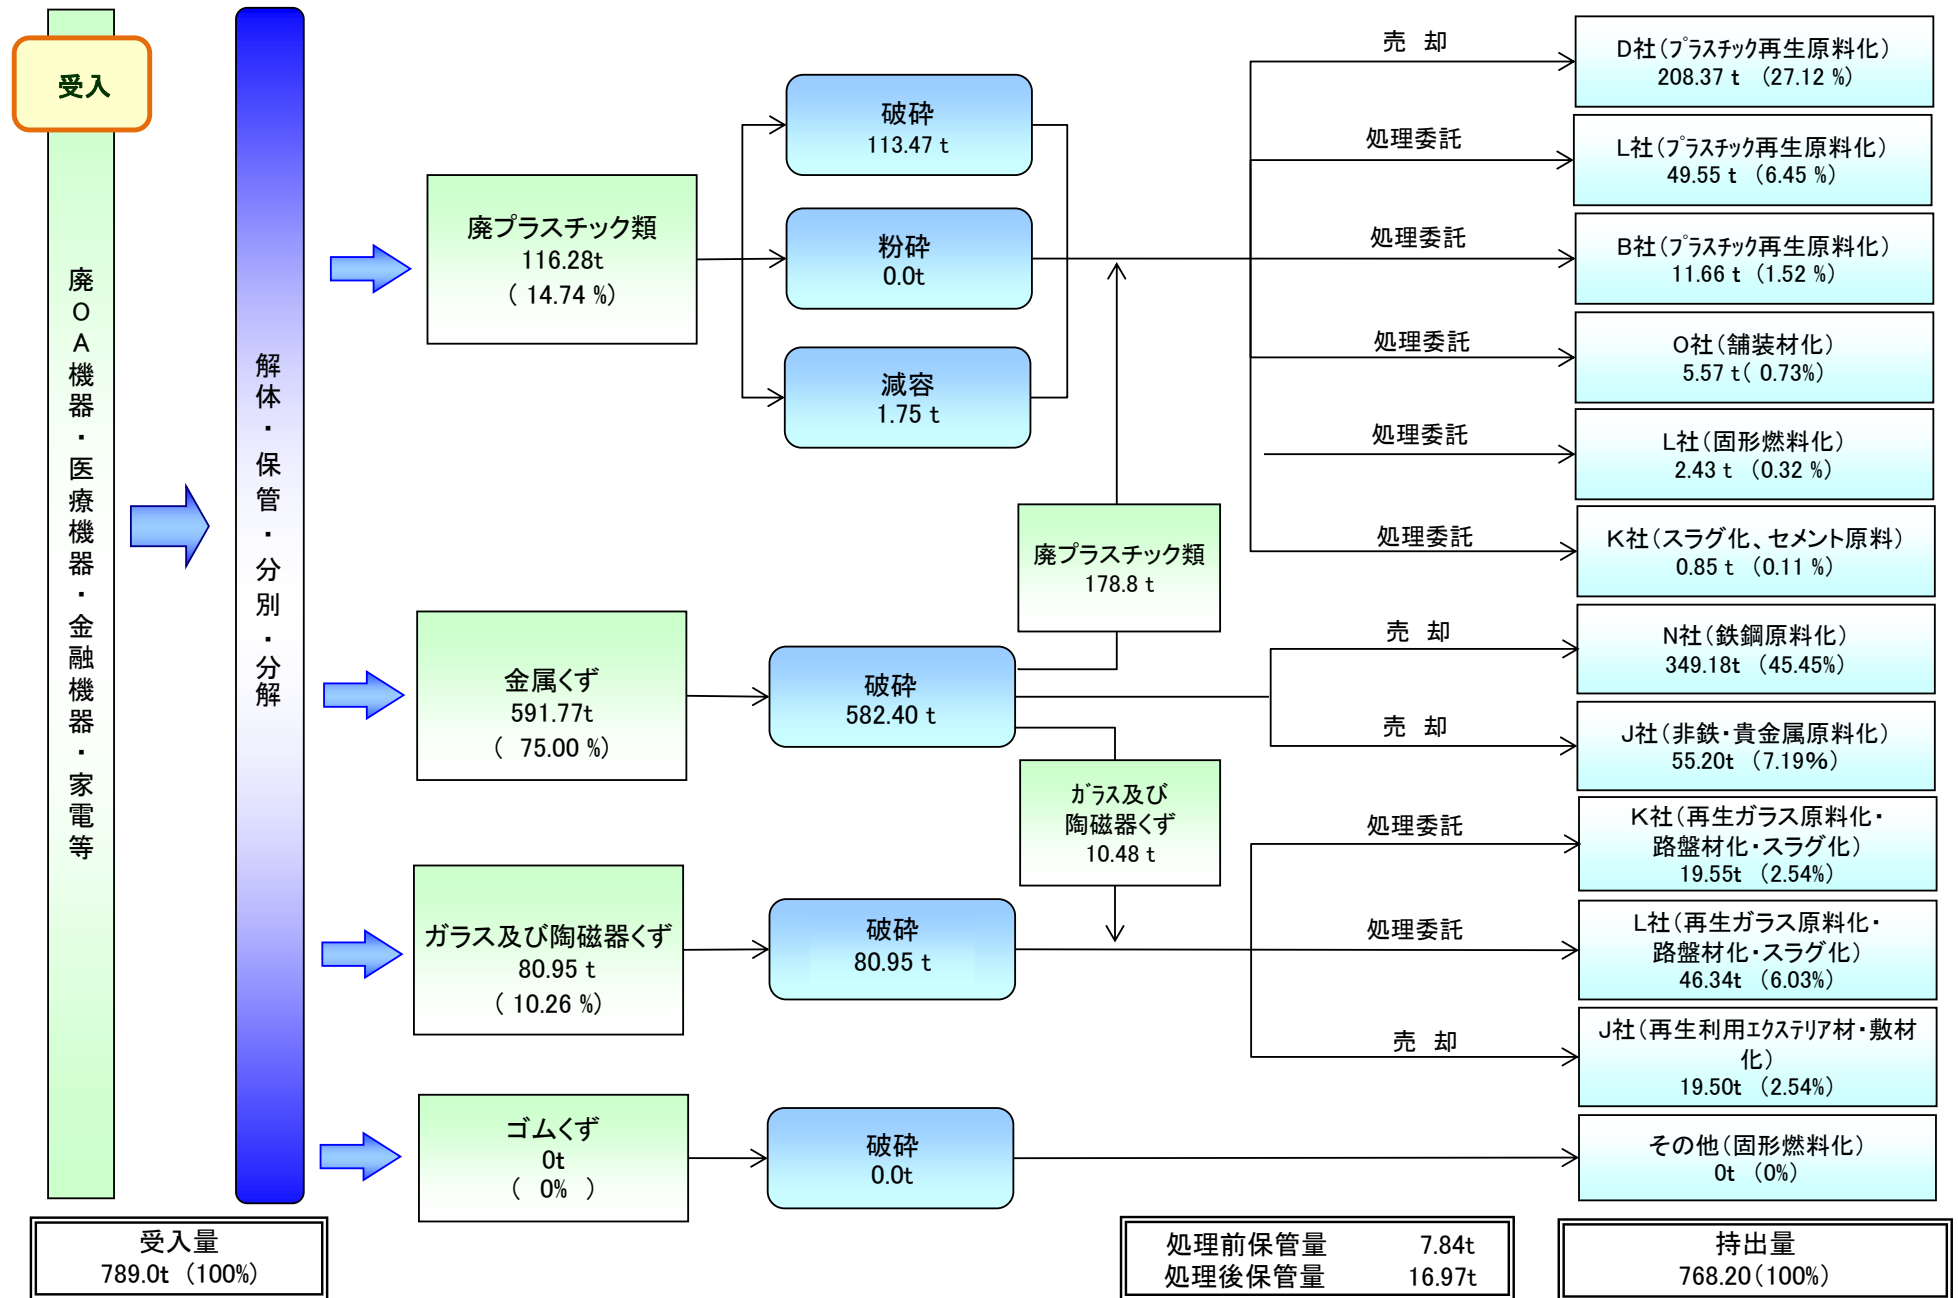 受入
廃OA機器・医療機器・金融機器・家電等
解体・保管・分別・分解
廃プラスチック類
116.28t
( 14.74 %)
金属くず
591.77t
( 75.00 %)
ガラス及び陶磁器くず
80.95 t
( 10.26 %)
ゴムくず
0t
( 0% )
破砕
113.47 t
粉砕
0.0t
減容
1.75 t
破砕
582.40 t
破砕
80.95 t
破砕
0.0t
廃プラスチック類
178.8 t
ガラス及び
陶磁器くず
10.48 t
売 却
処理委託
処理委託
処理委託
処理委託
処理委託
売 却
売 却
処理委託
処理委託
売 却
D社(プラスチック再生原料化)
208.37 t (27.12 %)
L社(プラスチック再生原料化)
49.55 t (6.45 %)
B社(プラスチック再生原料化)
11.66 t (1.52 %)
O社(舗装材化)
5.57 t( 0.73%)
L社(固形燃料化)
2.43 t (0.32 %)
K社(スラグ化、セメント原料)
0.85 t (0.11 %)
N社(鉄鋼原料化)
349.18t (45.45%)
J社(非鉄・貴金属原料化)
55.20t (7.19%)
K社(再生ガラス原料化・
路盤材化・スラグ化)
19.55t (2.54%)
L社(再生ガラス原料化・
路盤材化・スラグ化)
46.34t (6.03%)
J社(再生利用エクステリア材・敷材
化)
19.50t (2.54%)
その他(固形燃料化)
0t (0%)
受入量
789.0t (100%)
処理前保管量 7.84t
処理後保管量 16.97t
持出量
768.20(100%)